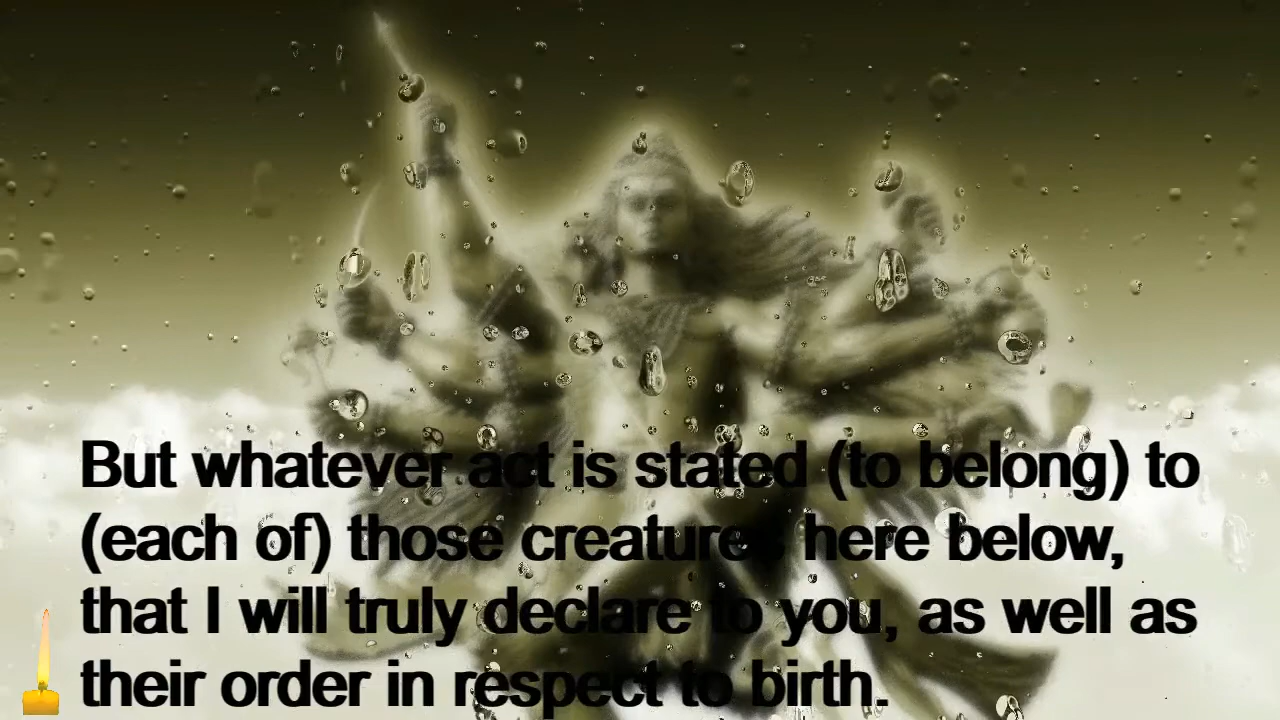 But whatever act is stated (to belong) to
(each of) those creatures here below,
that I will truly declare to you, as well as
their order in respect to birth.